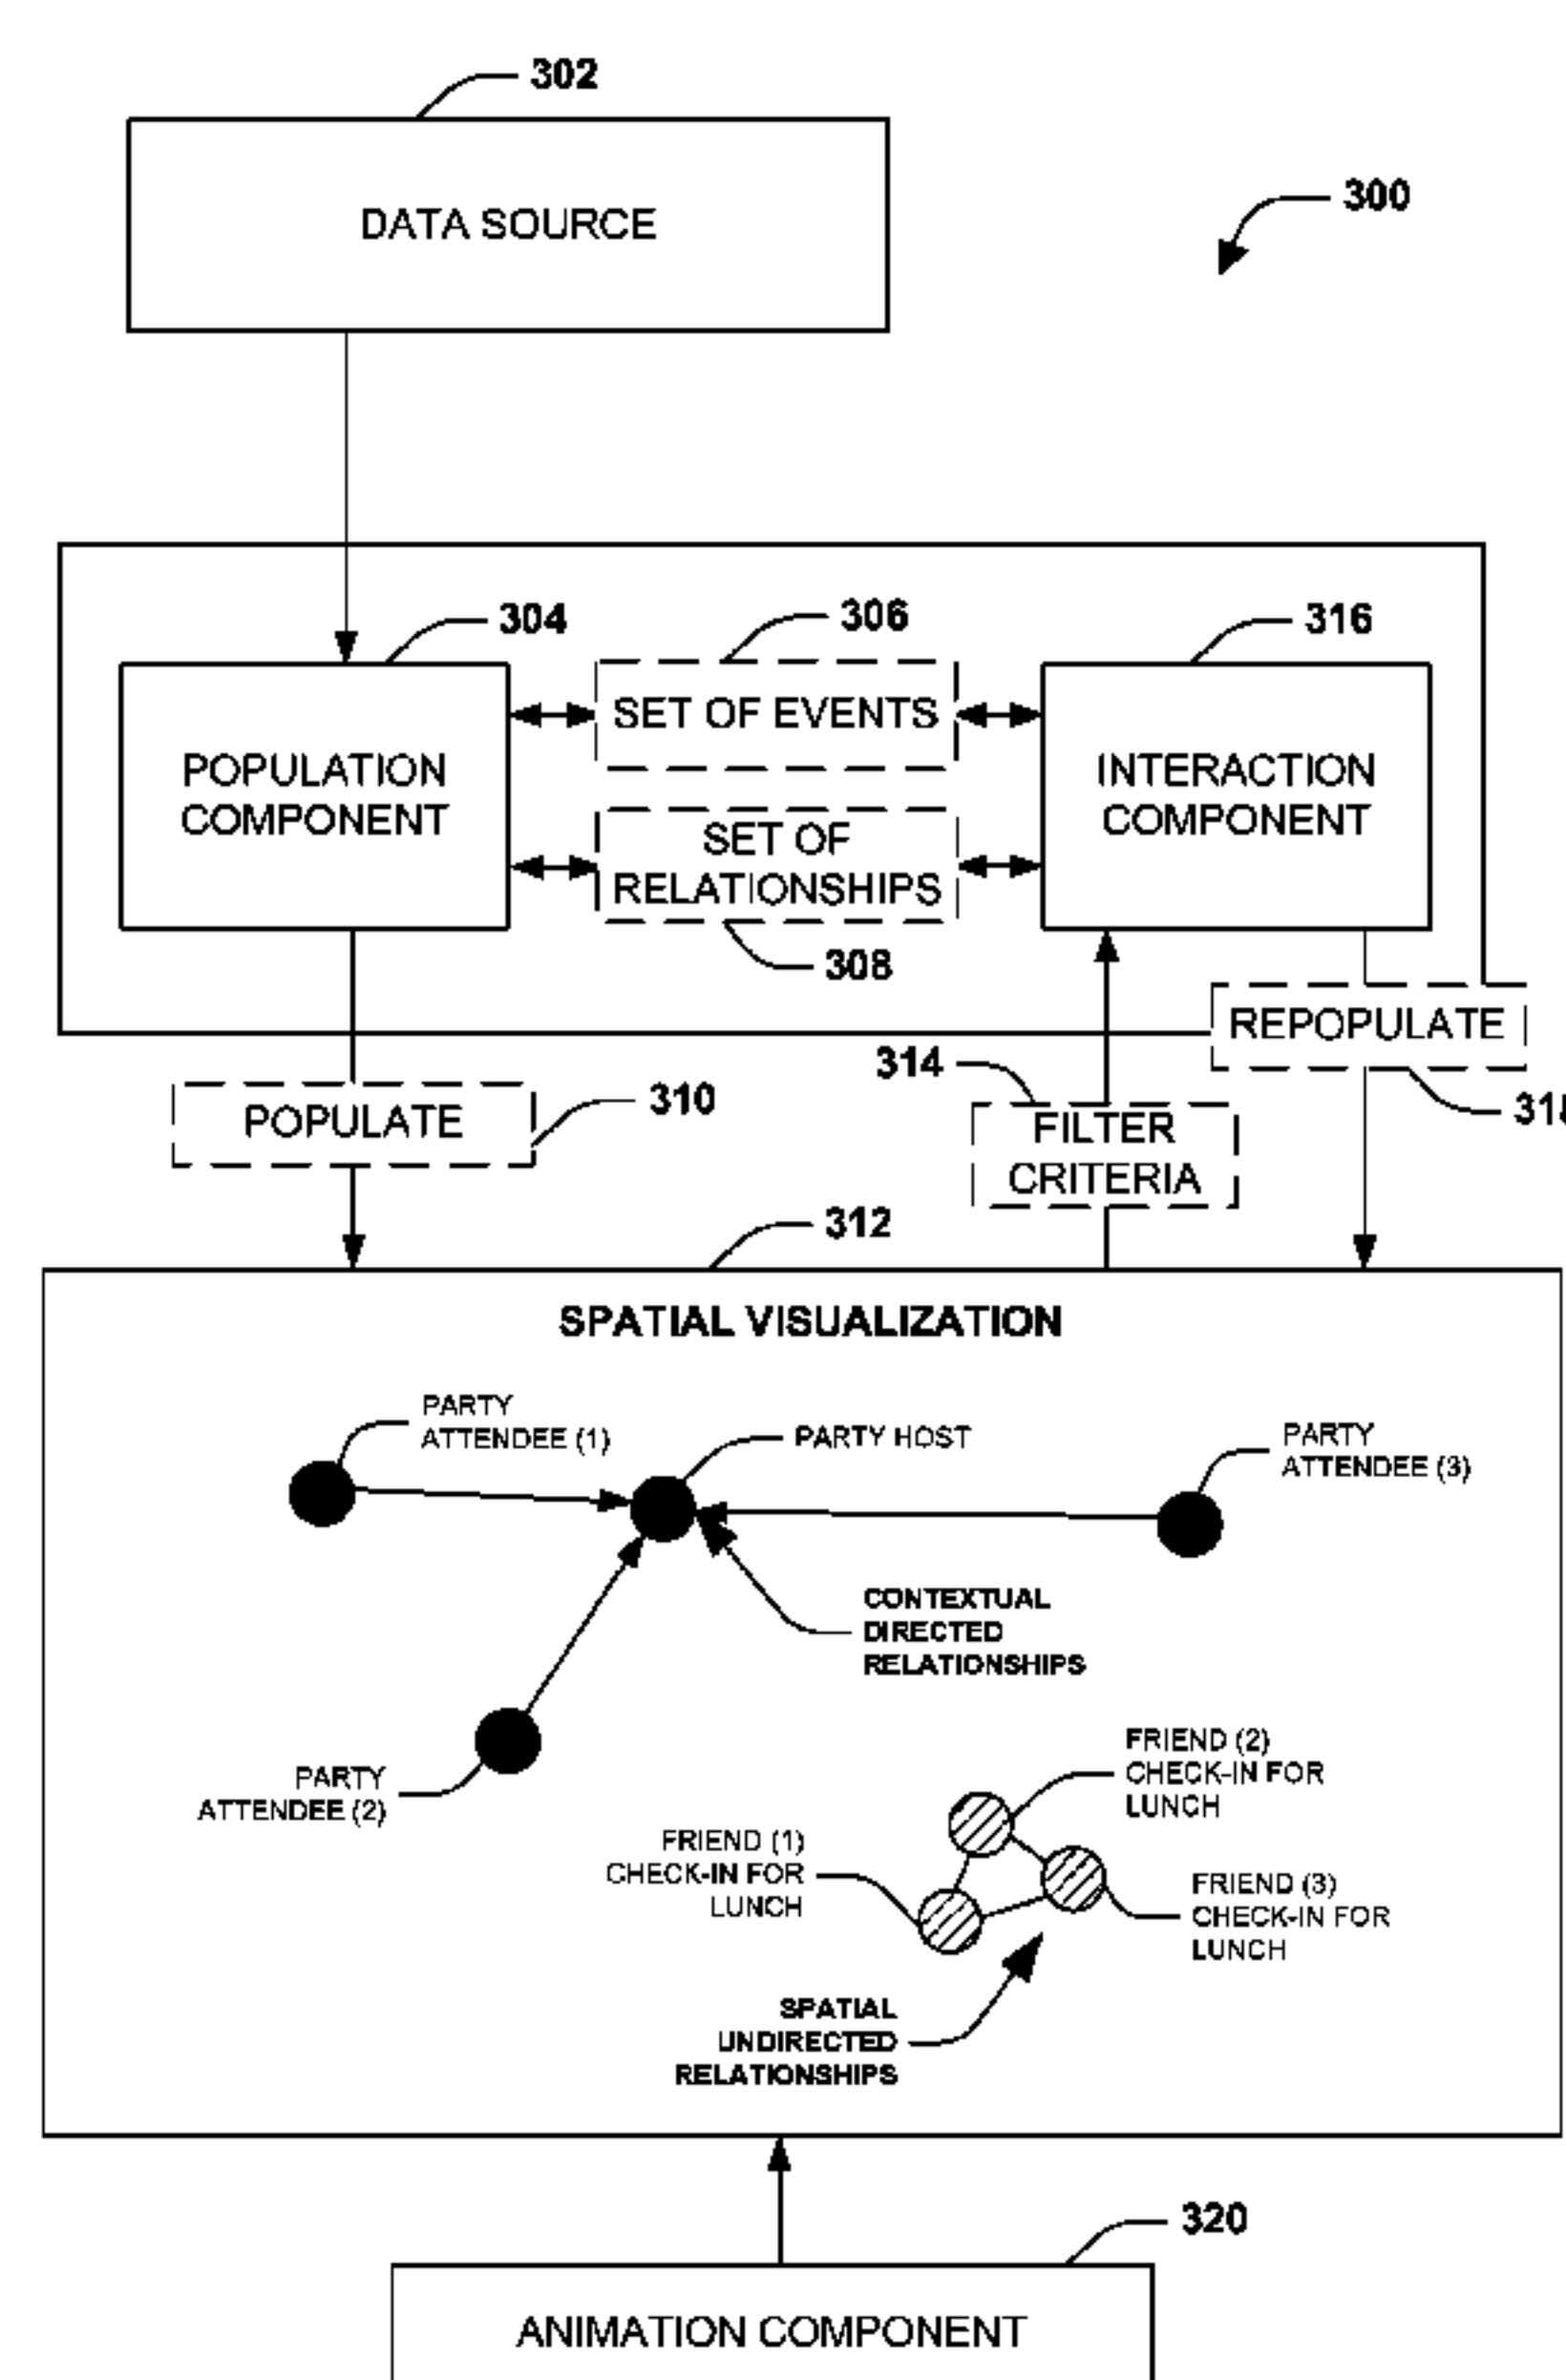 302
DATA SOURCE
300
304
306
316
SET OF EVENTS
POPULATION
COMPONENT
INTERACTION
COMPONENT
SET OF
RELATIONSHIPS
308
REPOPULATE
314
310
POPULATE
FILTER
CRITERIA
312
SPATIAL VISUALIZATION
PARTY
ATTENDEE (1)
PARTY HOST
PARTY
ATTENDEE (3)
CONTEXTUAL
DIRECTED
RELATIONSHIPS
PARTY
ATTENDEE (2)
FRIEND (2)
CHECK-IN FOR
LUNCH
FRIEND (1)
CHECK-IN FOR
LUNCH
FRIEND (3)
CHECK-IN FOR
LUNCH
SPATIAL
UNDIRECTED
RELATIONSHIPS
320
ANIMATION COMPONENT